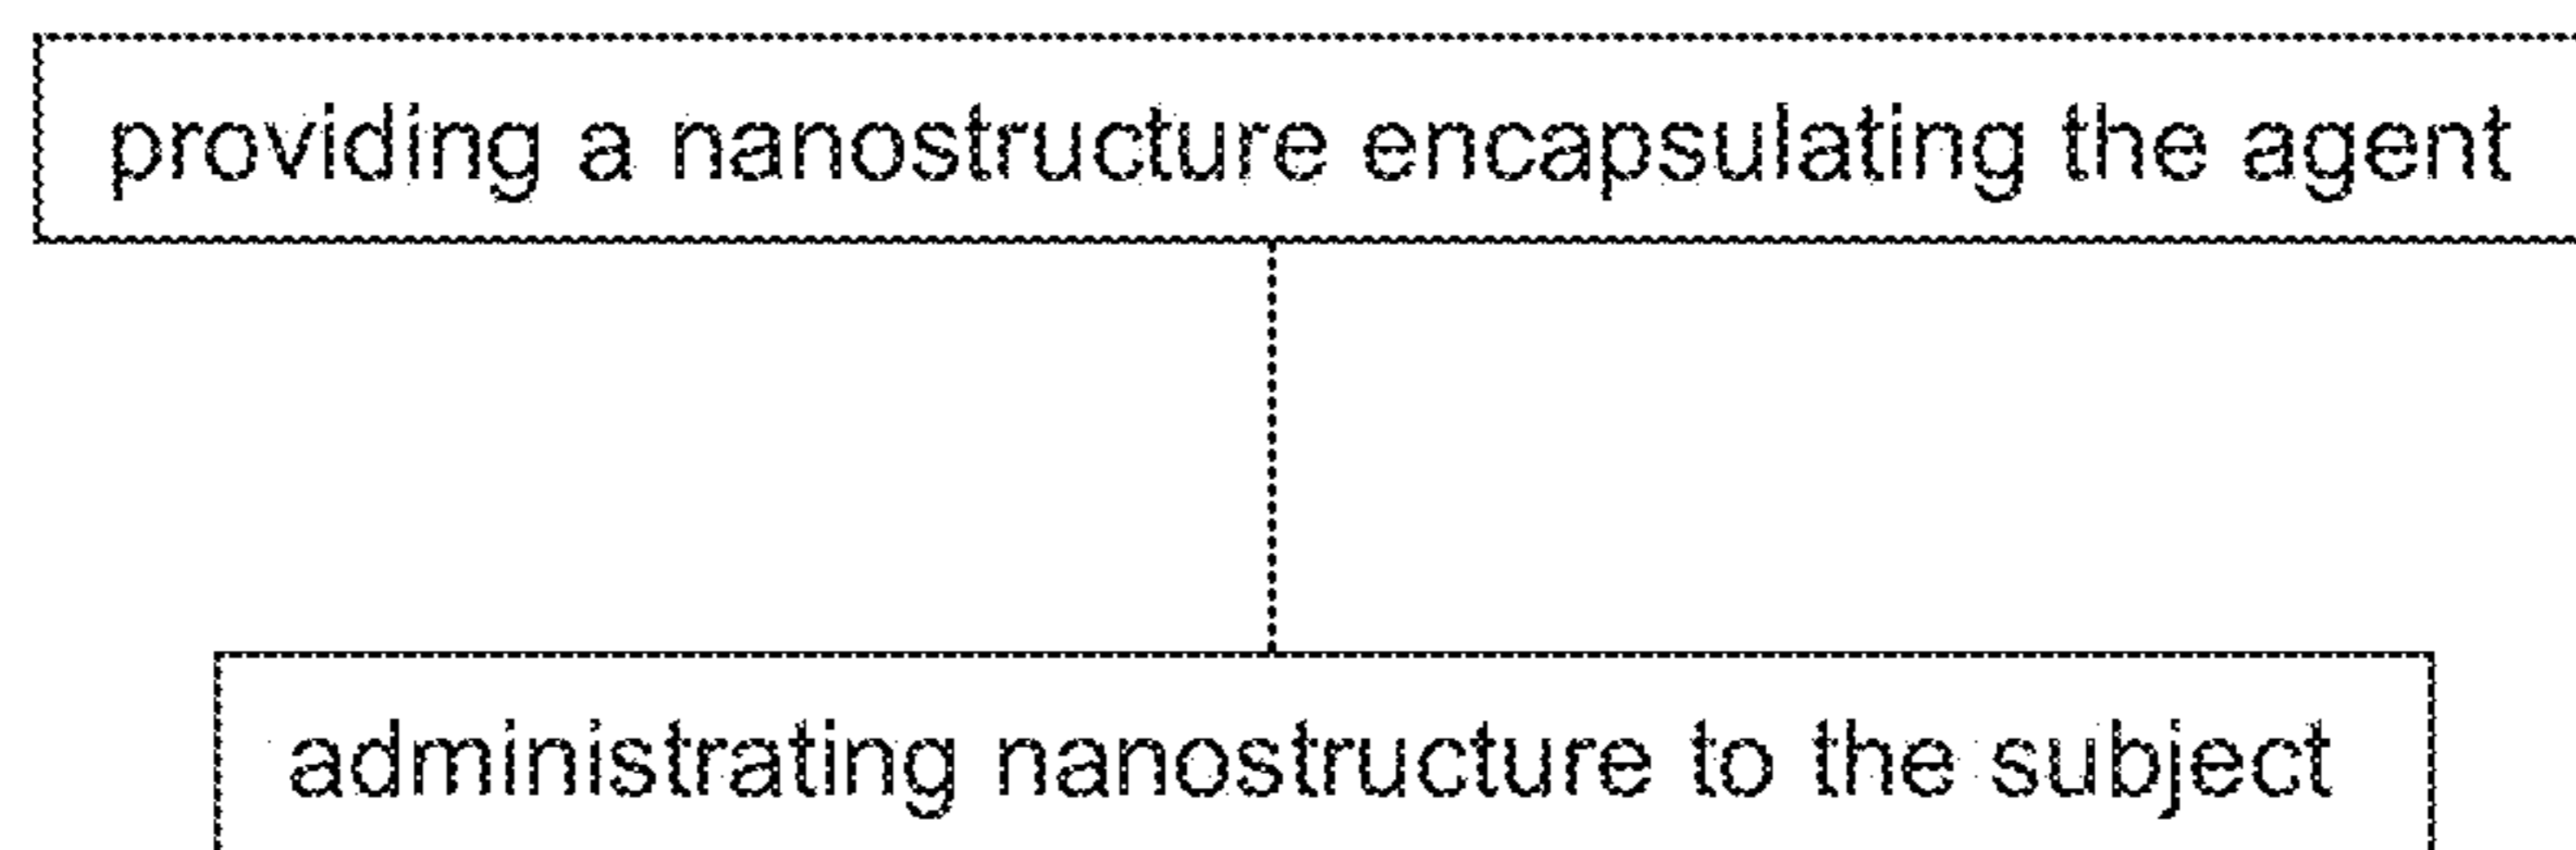 providing a nanostructure encapsulating the agent
administrating nanostructure to the subject